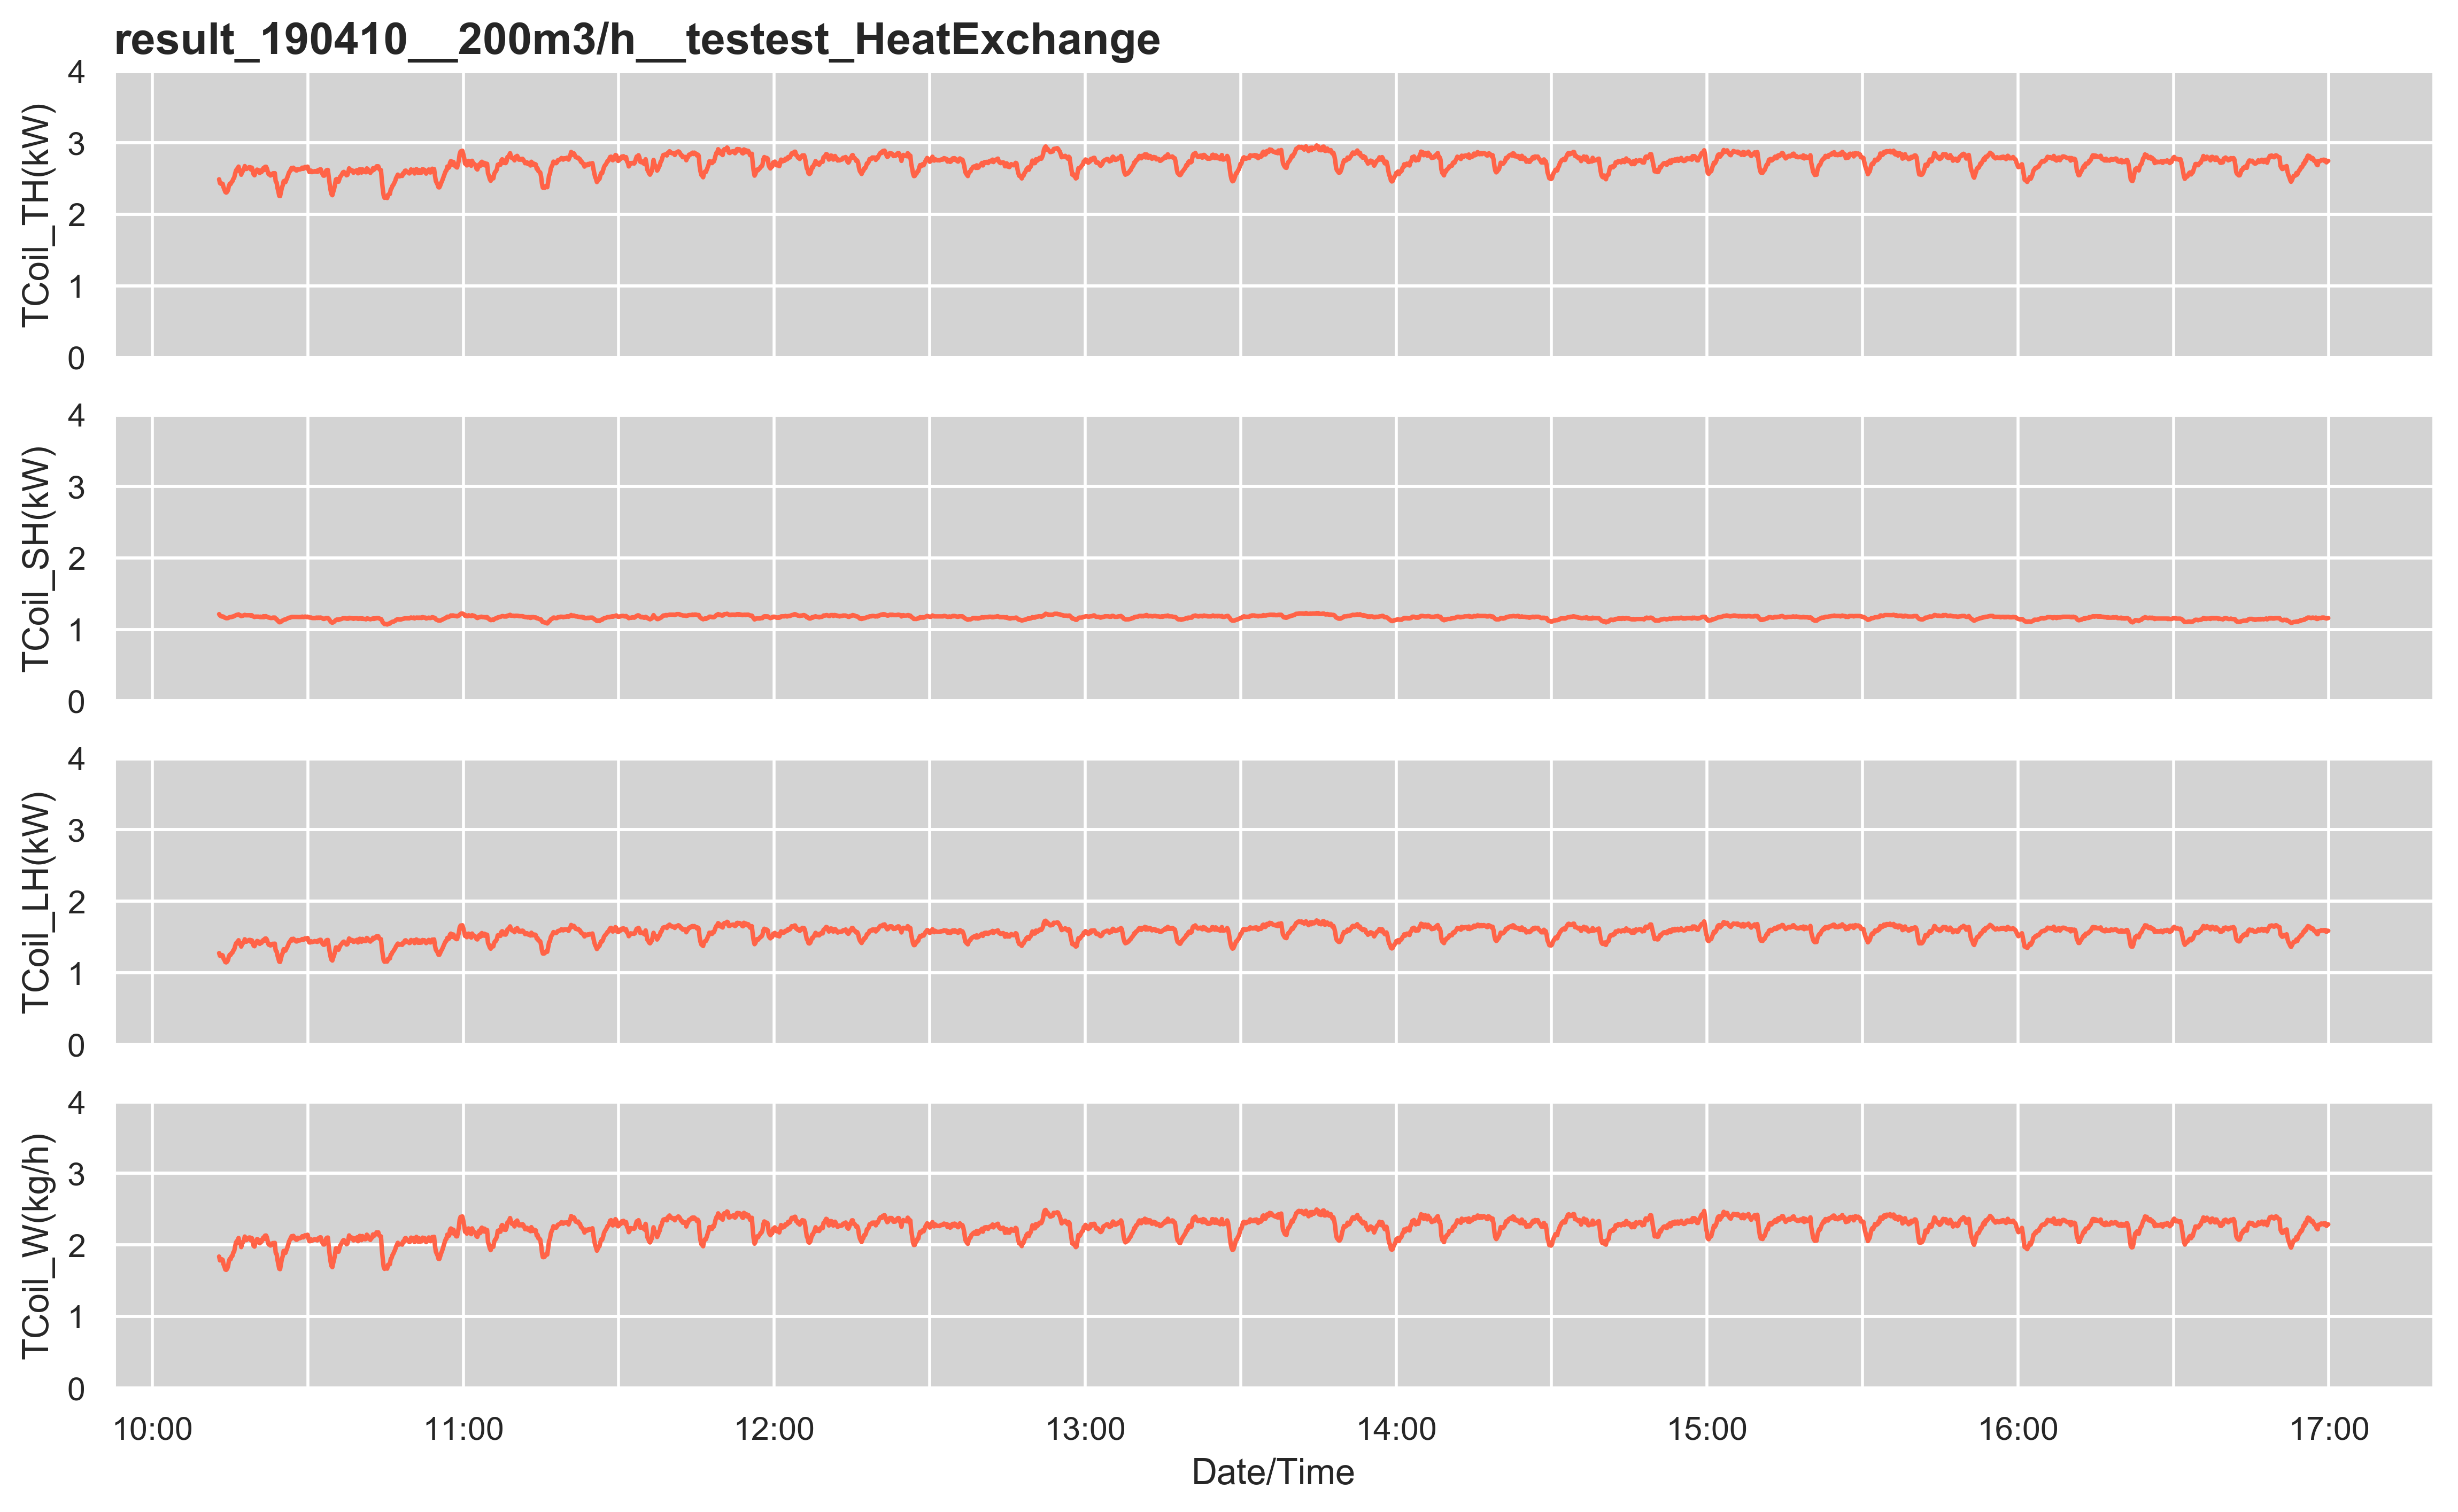 result_190410__200m3/h__testest_HeatExchange
TCoil_TH(kW)
4
3
2
1
0
TCoil_SH(kW)
4
3
2
1
0
TCoil_LH(kW)
4
3
2
1
0
TCoil_W(kg/h)
4
3
2
1
0
10:00 11:00 12:00 13:00 14:00 15:00 16:00 17:00
Date/Time